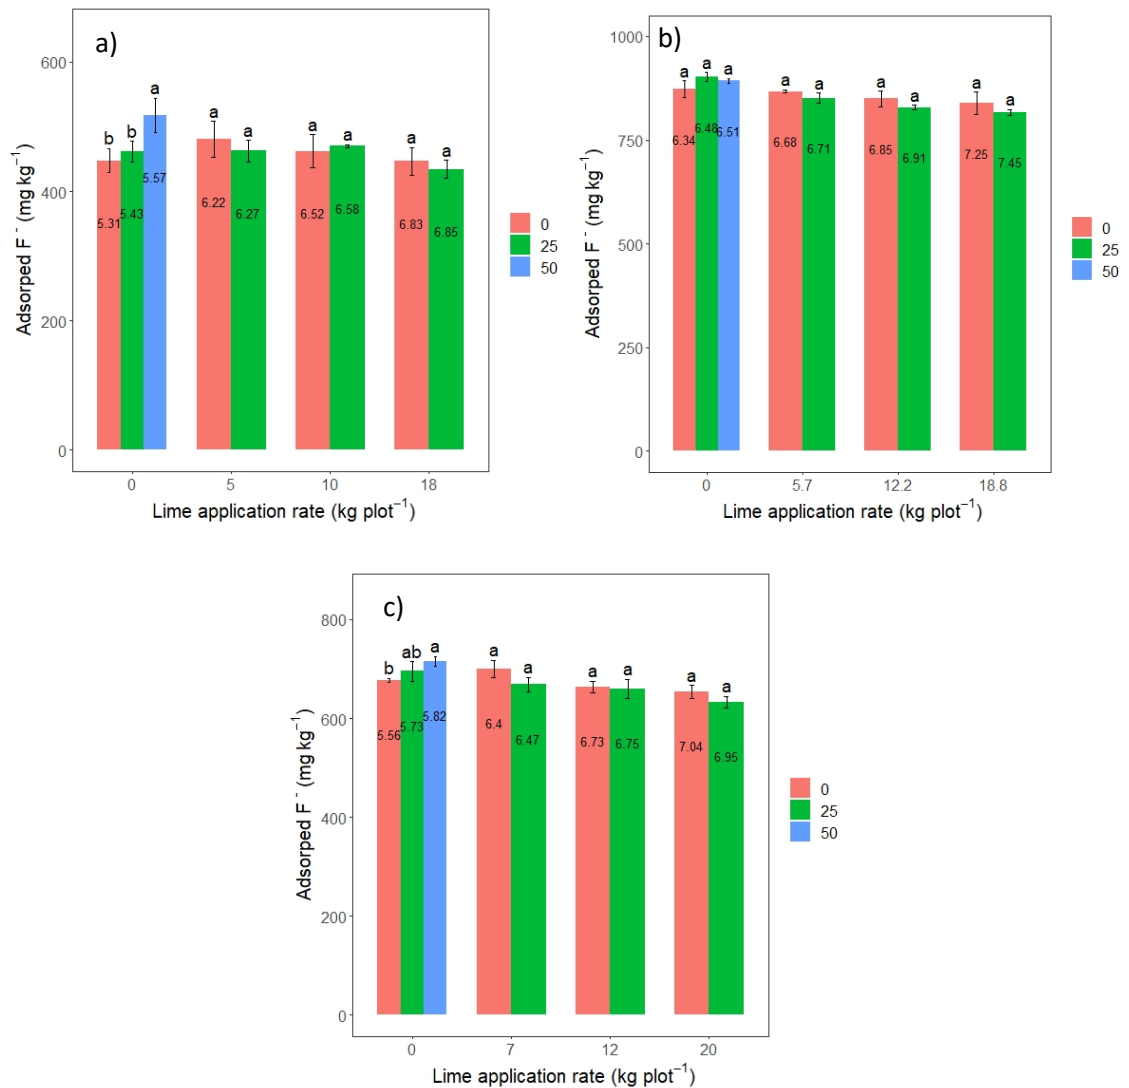 a)
600
400
200
0
Adsorped F⁻ (mg kg⁻¹)
b b a
a a
a a
a a
5.31 5.43 5.57
6.22 6.27
6.52 6.58
6.83 6.85
0 5 10 18
Lime application rate (kg plot⁻¹)
0
25
50
b)
1000
750
500
250
0
Adsorped F⁻ (mg kg⁻¹)
a a a
a a
a a
a a
6.34 6.48 6.51
6.68 6.71
6.85 6.91
7.25 7.45
0 5.7 12.2 18.8
Lime application rate (kg plot⁻¹)
0
25
50
c)
800
600
400
200
0
Adsorped F⁻ (mg kg⁻¹)
b ab a
a a
a a
a a
5.56 5.73 5.82
6.4 6.47
6.73 6.75
7.04 6.95
0 7 12 20
Lime application rate (kg plot⁻¹)
0
25
50